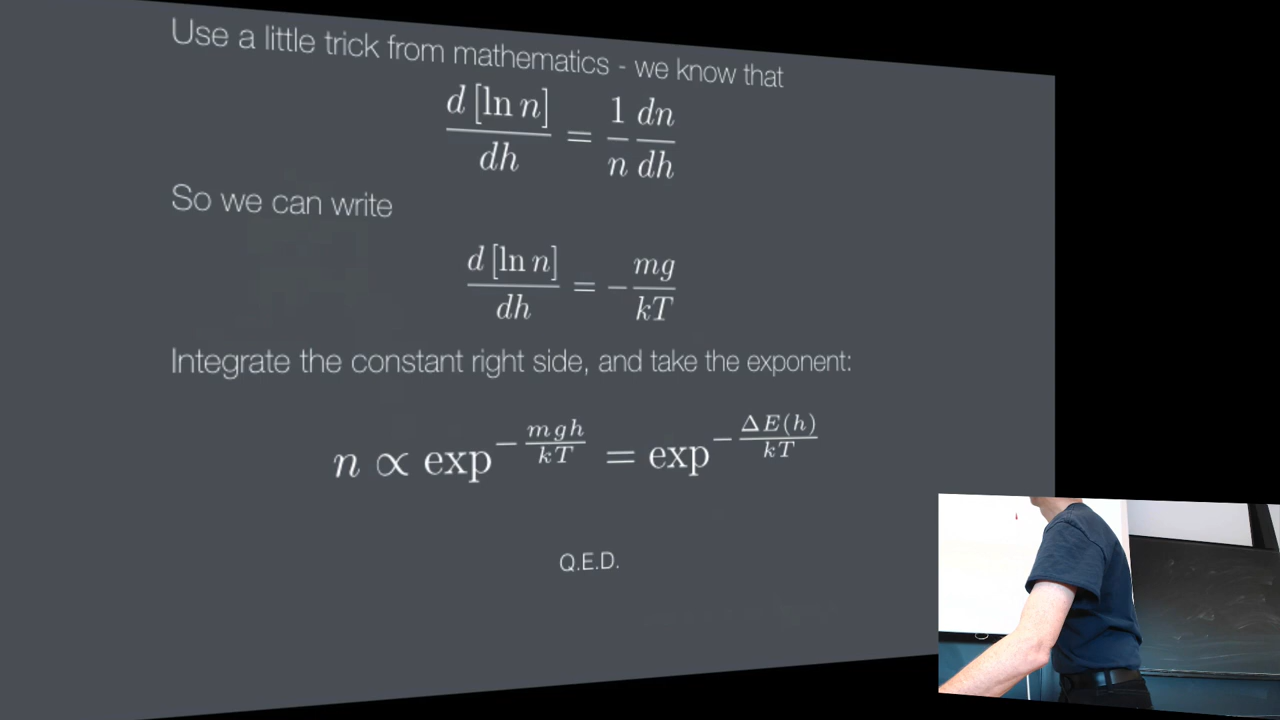 Use a little trick from mathematics - we know that
d [ln n] / dh = 1/n dn/dh
So we can write
d [ln n] / dh = − mg / kT
Integrate the constant right side, and take the exponent:
n ∝ exp^(− mgh / kT) = exp^(− ΔE(h) / kT)
Q.E.D.